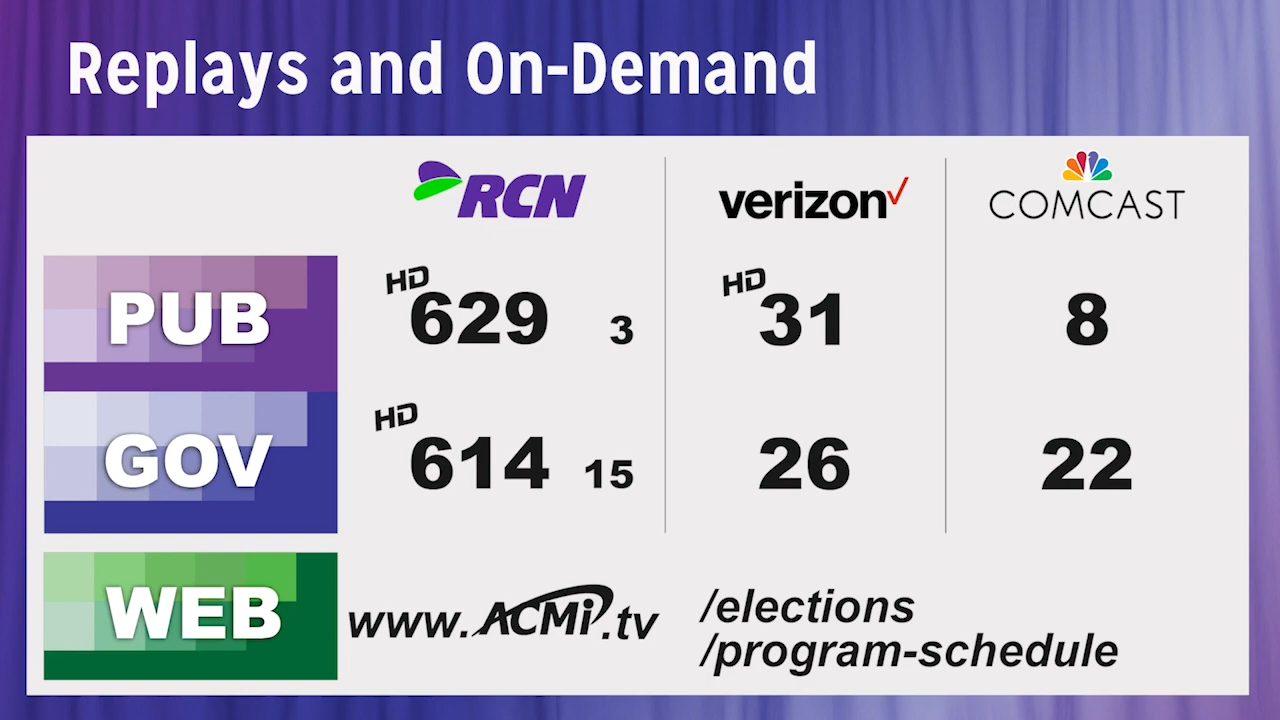 Replays and On-Demand
RCN verizon COMCAST
PUB HD 629 3 HD 31 8
GOV HD 614 15 26 22
WEB www.ACMi.tv /elections
/program-schedule